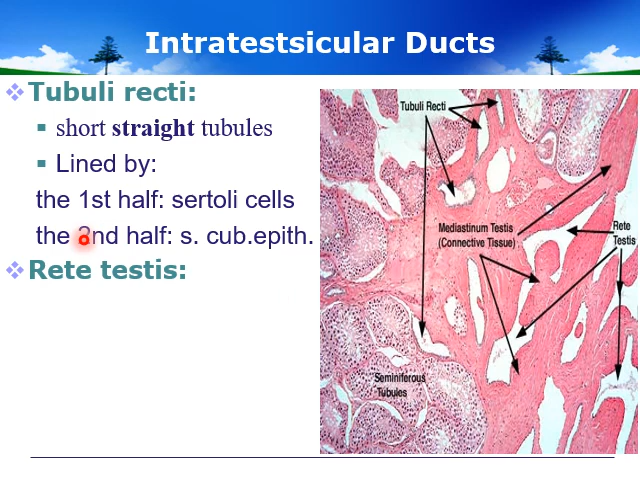 Intratestsicular Ducts
Tubuli recti:
short straight tubules
Lined by:
the 1st half: sertoli cells
the 2nd half: s. cub.epith.
Rete testis:
Tubuli Recti
Mediastinum Testis
(Connective Tissue)
Rete
Testis
Seminiferous
Tubules